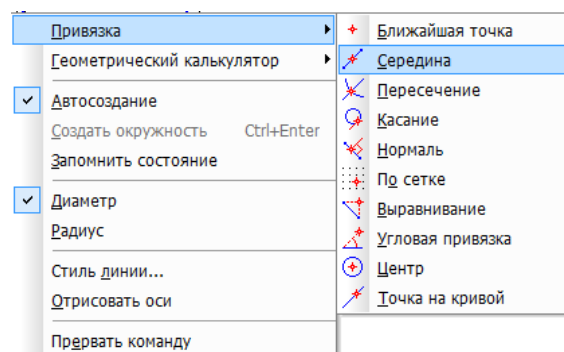 Привязка
Геометрический калькулятор
Автосоздание
Создать окружность Ctrl+Enter
Запомнить состояние
Диаметр
Радиус
Стиль линии...
Отрисовать оси
Прервать команду
Ближайшая точка
Середина
Пересечение
Касание
Нормаль
По сетке
Выравнивание
Угловая привязка
Центр
Точка на кривой